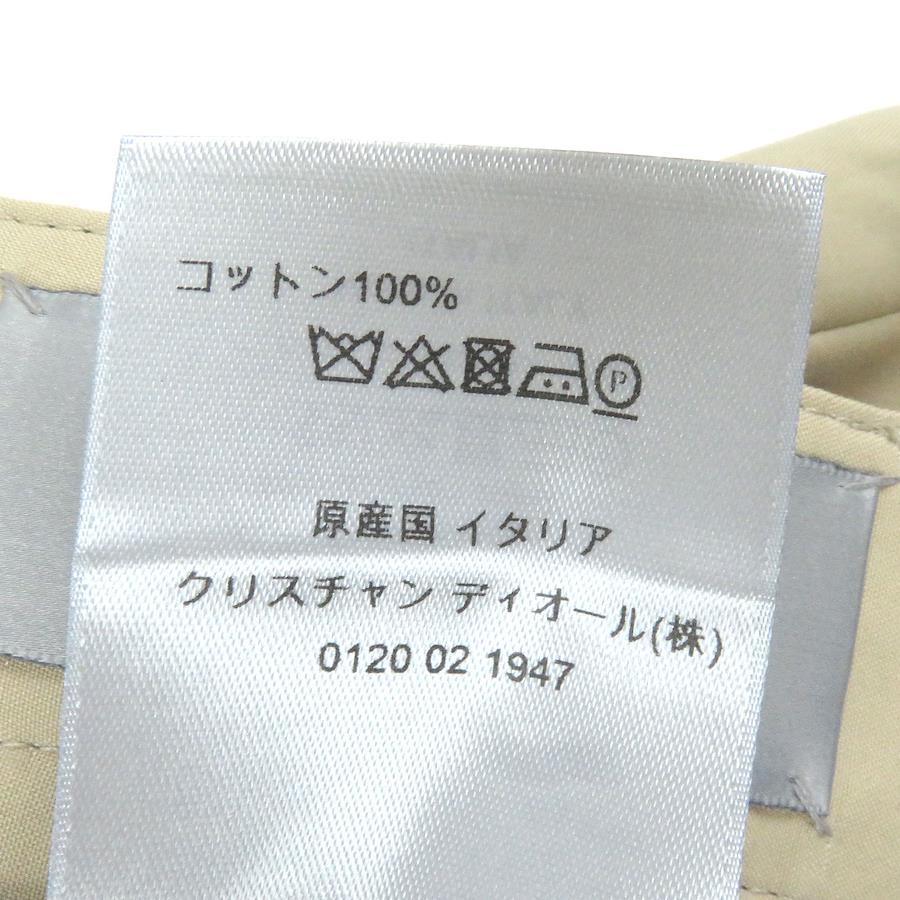 コットン100%
P
原産国 イタリア
クリスチャン ディオール(株)
0120 02 1947